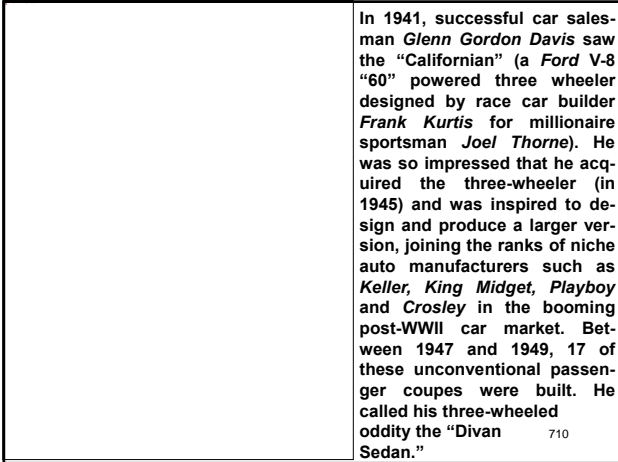 In 1941, successful car sales-
man Glenn Gordon Davis saw
the “Californian” (a Ford V-8
“60” powered three wheeler
designed by race car builder
Frank Kurtis for millionaire
sportsman Joel Thorne). He
was so impressed that he acq-
uired the three-wheeler (in
1945) and was inspired to de-
sign and produce a larger ver-
sion, joining the ranks of niche
auto manufacturers such as
Keller, King Midget, Playboy
and Crosley in the booming
post-WWII car market. Bet-
ween 1947 and 1949, 17 of
these unconventional passen-
ger coupes were built. He
called his three-wheeled
oddity the “Divan 710
Sedan.”